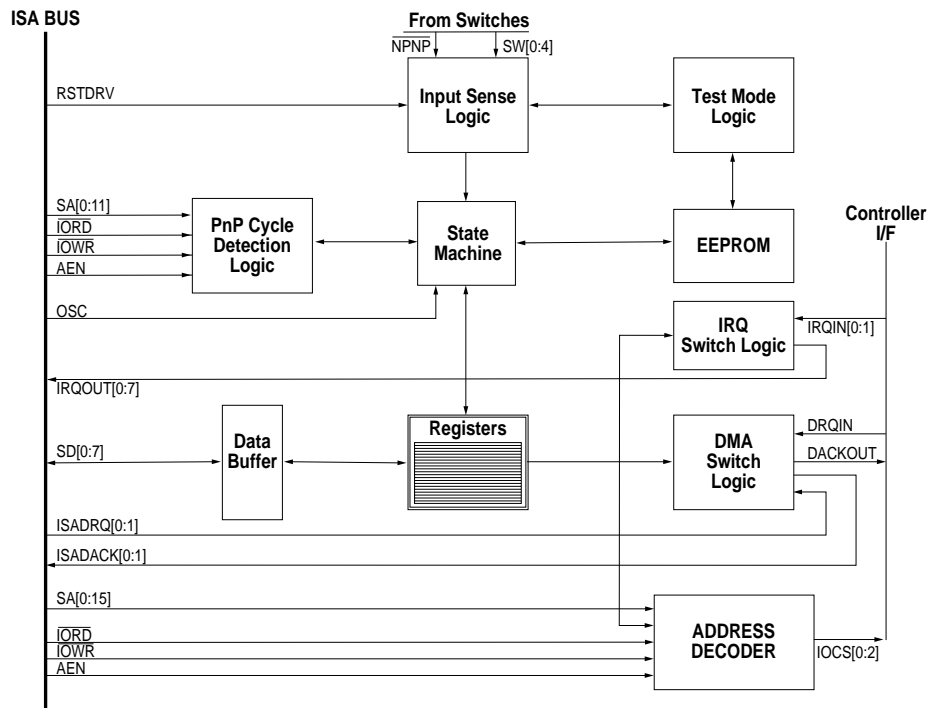 ISA BUS
From Switches
NPNP
SW[0:4]
RSTDRV
Input Sense
Logic
Test Mode
Logic
SA[0:11]
IORD
IOWR
AEN
PnP Cycle
Detection
Logic
State
Machine
EEPROM
Controller
I/F
OSC
IRQ
Switch Logic
IRQIN[0:1]
IRQOUT[0:7]
Data
Buffer
Registers
DMA
Switch
Logic
DRQIN
DACKOUT
SD[0:7]
ISADRQ[0:1]
ISADACK[0:1]
SA[0:15]
IORD
IOWR
AEN
ADDRESS
DECODER
IOCS[0:2]